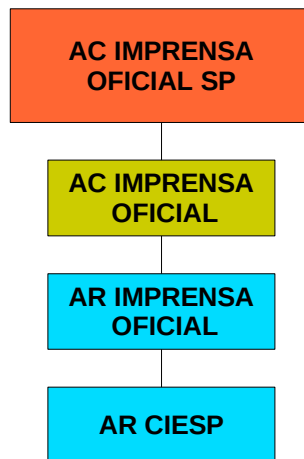 AC IMPRENSA
OFICIAL SP
AC IMPRENSA
OFICIAL
AR IMPRENSA
OFICIAL
AR CIESP